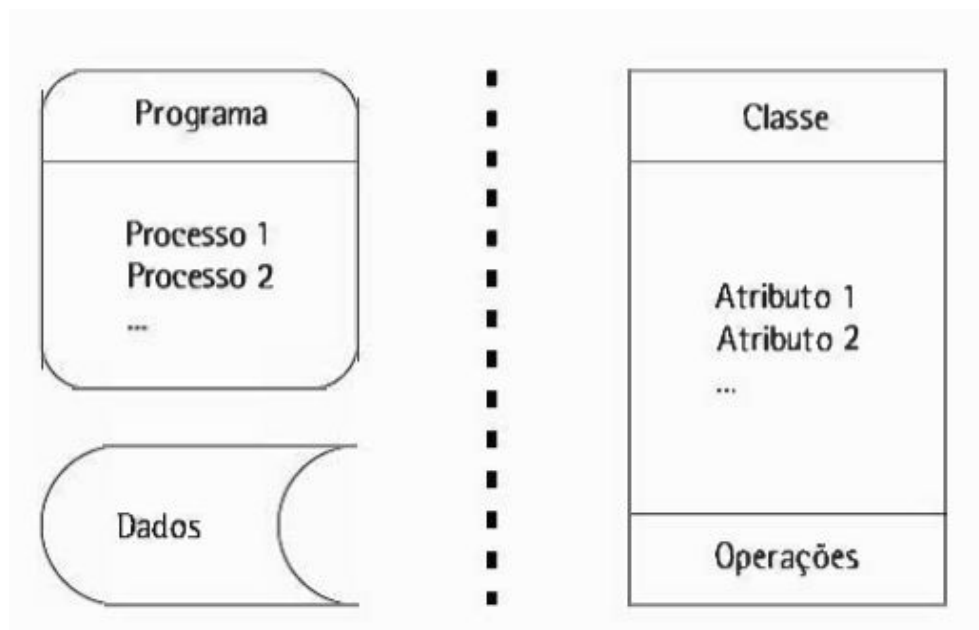 Programa
Processo 1
Processo 2
...
Dados
Classe
Atributo 1
Atributo 2
...
Operações